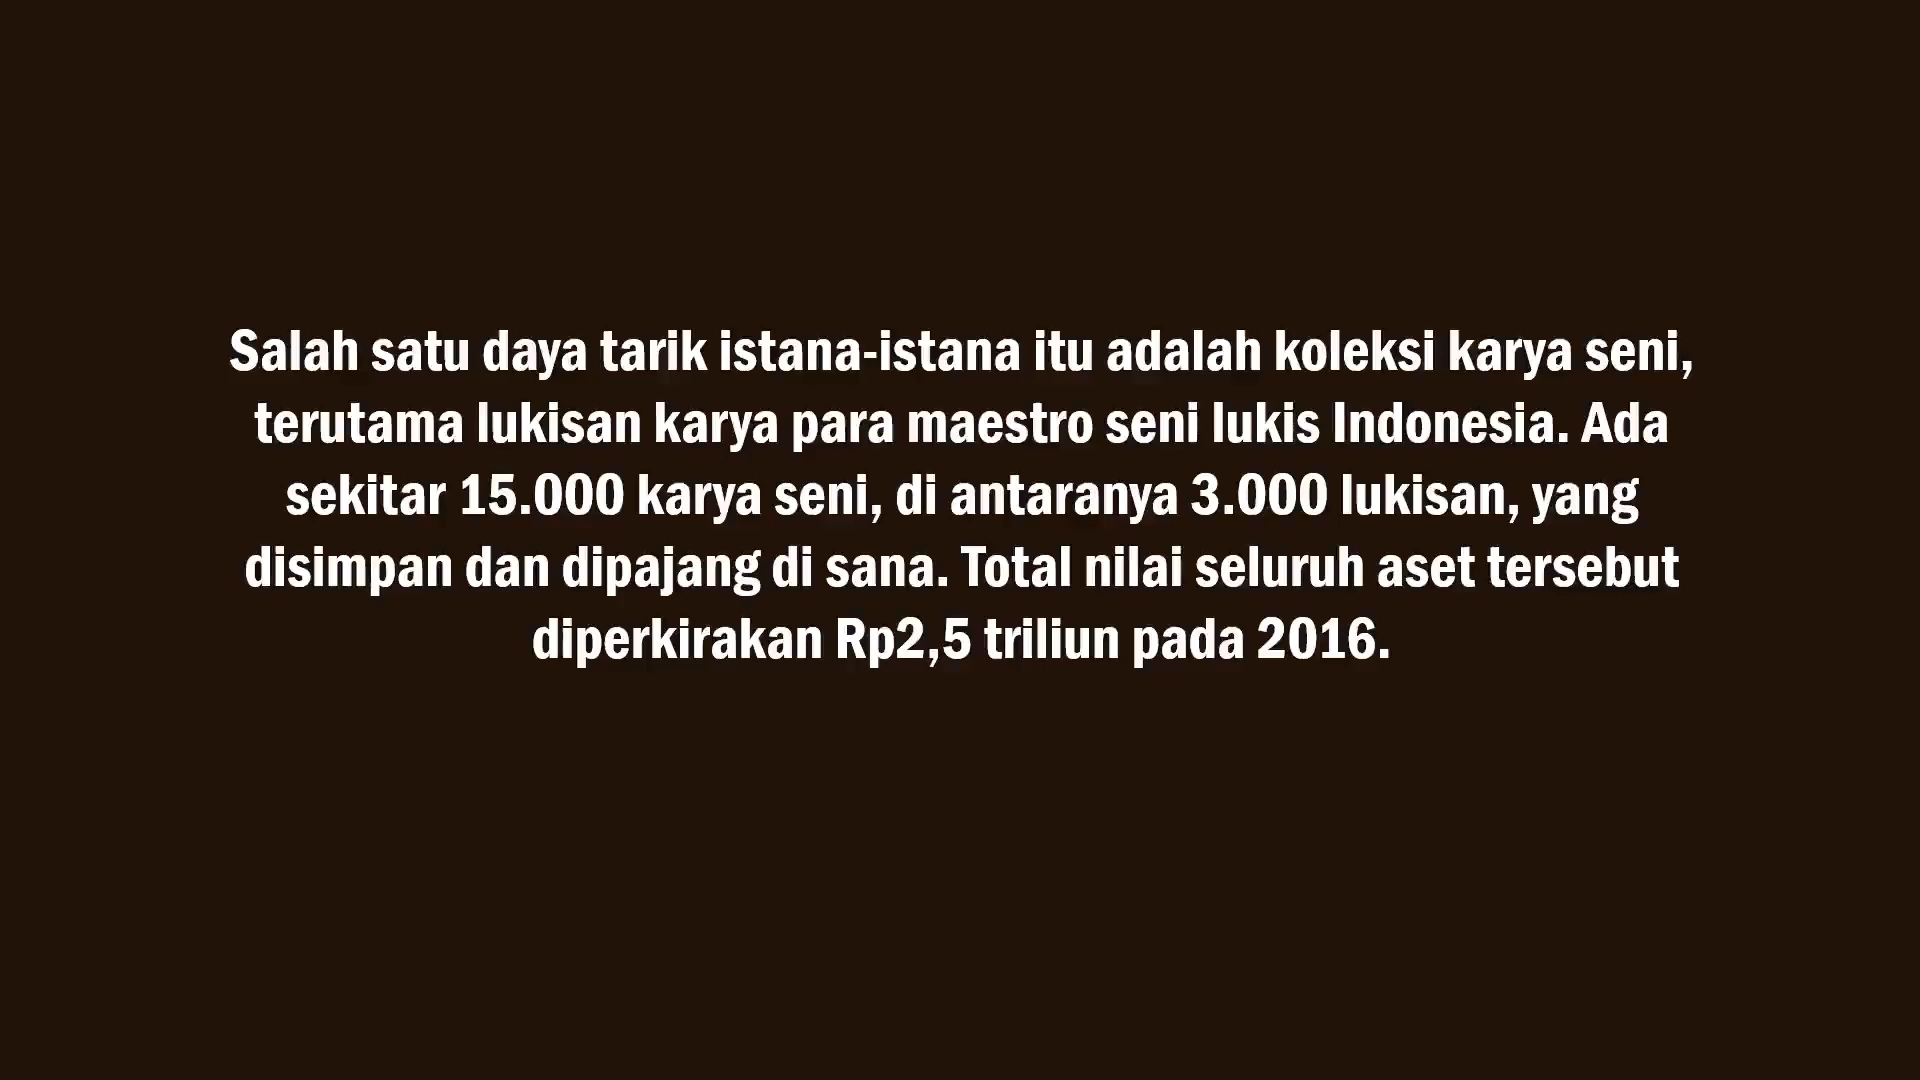 Salah satu daya tarik istana-istana itu adalah koleksi karya seni,
terutama lukisan karya para maestro seni lukis Indonesia. Ada
sekitar 15.000 karya seni, di antaranya 3.000 lukisan, yang
disimpan dan dipajang di sana. Total nilai seluruh aset tersebut
diperkirakan Rp2,5 triliun pada 2016.